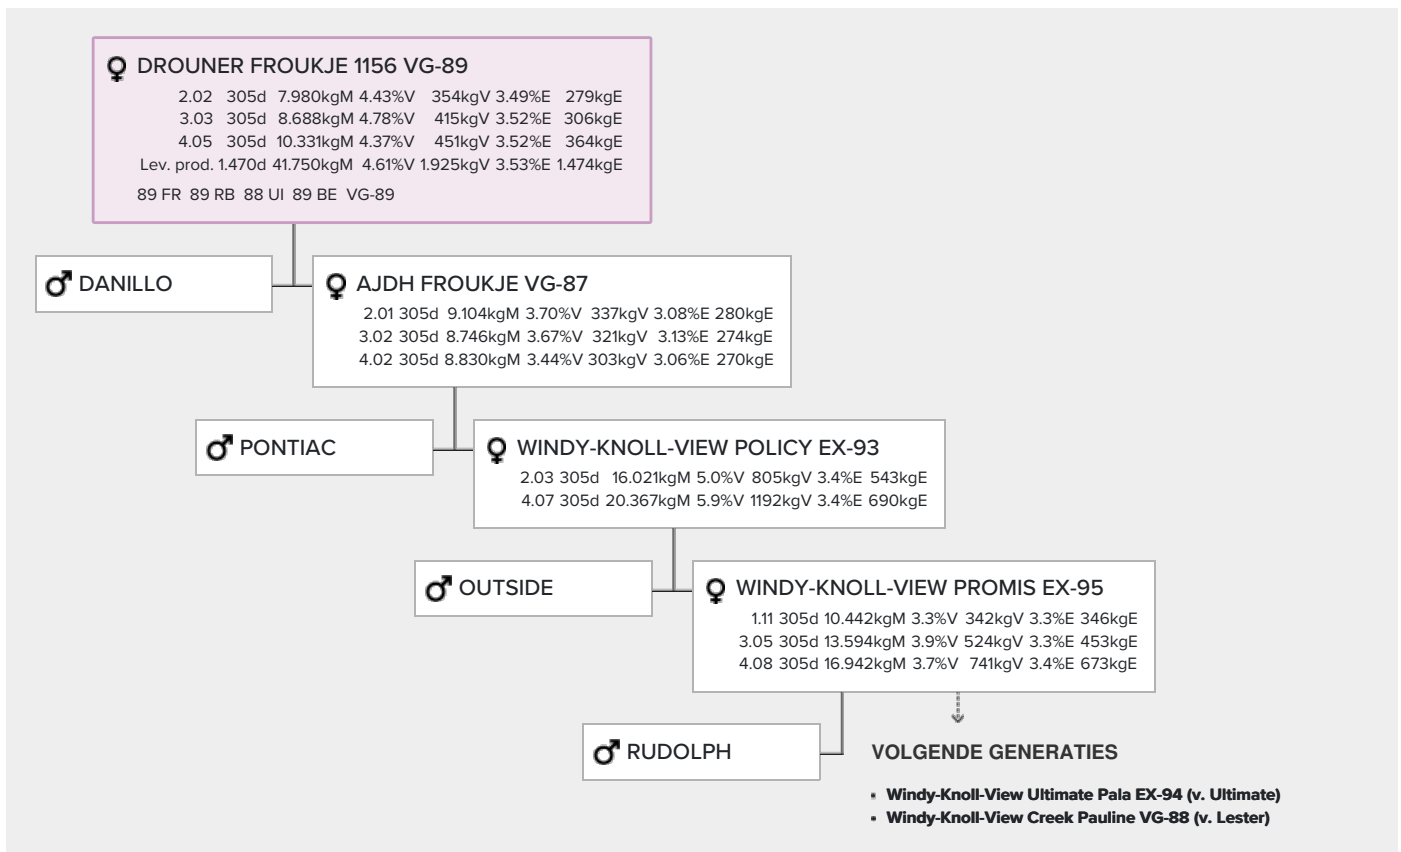 DROUNER FROUKJE 1156 VG-89
2.02 305d 7.980kgM 4.43%V 354kgV 3.49%E 279kgE
3.03 305d 8.688kgM 4.78%V 415kgV 3.52%E 306kgE
4.05 305d 10.331kgM 4.37%V 451kgV 3.52%E 364kgE
Lev. prod. 1.470d 41.750kgM 4.61%V 1.925kgV 3.53%E 1.474kgE
89 FR 89 RB 88 UI 89 BE VG-89
DANILLO
AJDH FROUKJE VG-87
2.01 305d 9.104kgM 3.70%V 337kgV 3.08%E 280kgE
3.02 305d 8.746kgM 3.67%V 321kgV 3.13%E 274kgE
4.02 305d 8.830kgM 3.44%V 303kgV 3.06%E 270kgE
PONTIAC
WINDY-KNOLL-VIEW POLICY EX-93
2.03 305d 16.021kgM 5.0%V 805kgV 3.4%E 543kgE
4.07 305d 20.367kgM 5.9%V 1192kgV 3.4%E 690kgE
OUTSIDE
WINDY-KNOLL-VIEW PROMIS EX-95
1.11 305d 10.442kgM 3.3%V 342kgV 3.3%E 346kgE
3.05 305d 13.594kgM 3.9%V 524kgV 3.3%E 453kgE
4.08 305d 16.942kgM 3.7%V 741kgV 3.4%E 673kgE
RUDOLPH
VOLGENDE GENERATIES
• Windy-Knoll-View Ultimate Pala EX-94 (v. Ultimate)
• Windy-Knoll-View Creek Pauline VG-88 (v. Lester)